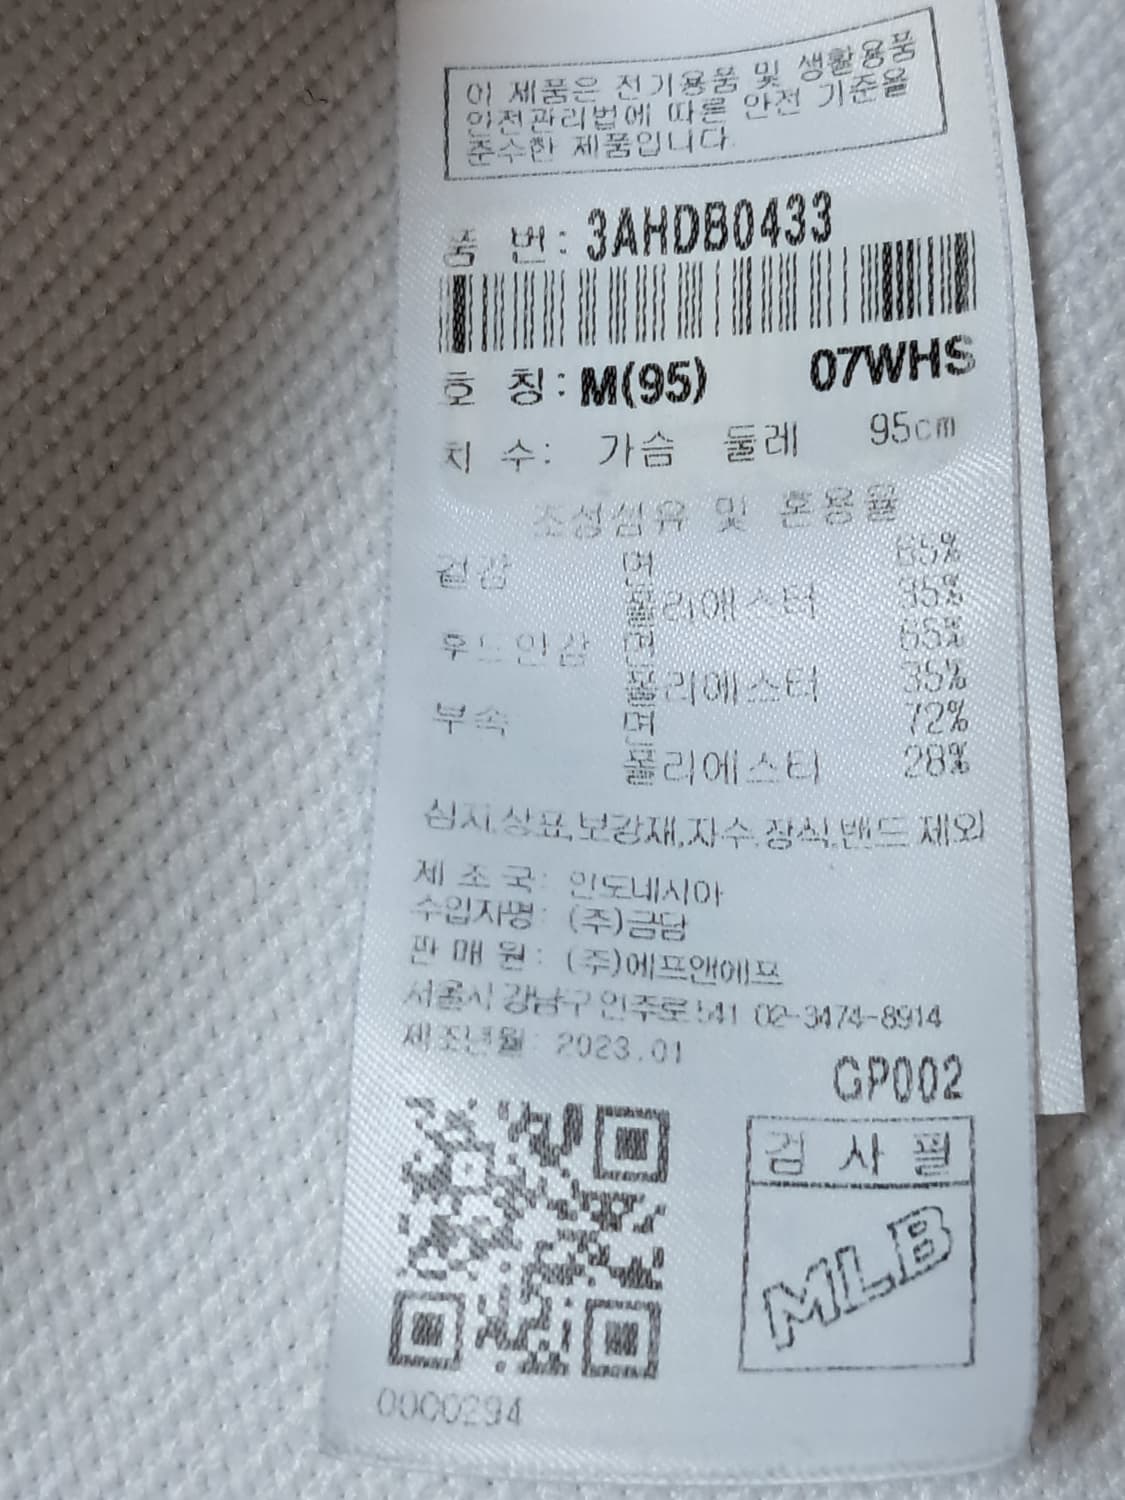 이 제품은 전기용품 및 생활용품
안전관리법에 따른 안전 기준을
준수한 제품입니다.
품 번: 3AHDB0433
호 칭: M(95) 07WHS
치 수: 가슴 둘레 95cm
조성섬유 및 혼용율
겉감 면 65%
폴리에스터 35%
후드안감 면 65%
폴리에스터 35%
부속 면 72%
폴리에스터 28%
심지,상표,보강재,자수,장식,밴드 제외
제 조 국: 인도네시아
수입자명: (주)금담
판 매 원: (주)에프앤에프
서울시 강남구 언주로 541 02-3474-8914
제조년월: 2023.01
GP002
검 사 필
MLB
0000294